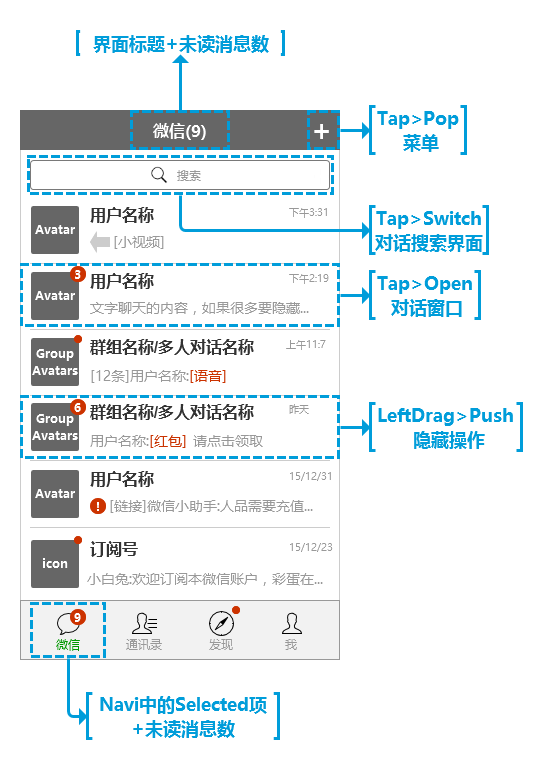 界面标题+未读消息数
微信(9)
+
Tap>Pop
菜单
搜索
Tap>Switch
对话搜索界面
Avatar
用户名称
下午3:31
[小视频]
3
Avatar
用户名称
下午2:19
文字聊天的内容，如果很多要隐藏...
Tap>Open
对话窗口
Group
Avatars
群组名称/多人对话名称
上午11:7
[12条]用户名称:[语音]
6
Group
Avatars
群组名称/多人对话名称
昨天
用户名称:[红包] 请点击领取
LeftDrag>Push
隐藏操作
Avatar
用户名称
15/12/31
! [链接]微信小助手:人品需要充值...
icon
订阅号
15/12/23
小白兔:欢迎订阅本微信账户，彩蛋在...
9
微信
通讯录
发现
我
Navi中的Selected项
+未读消息数